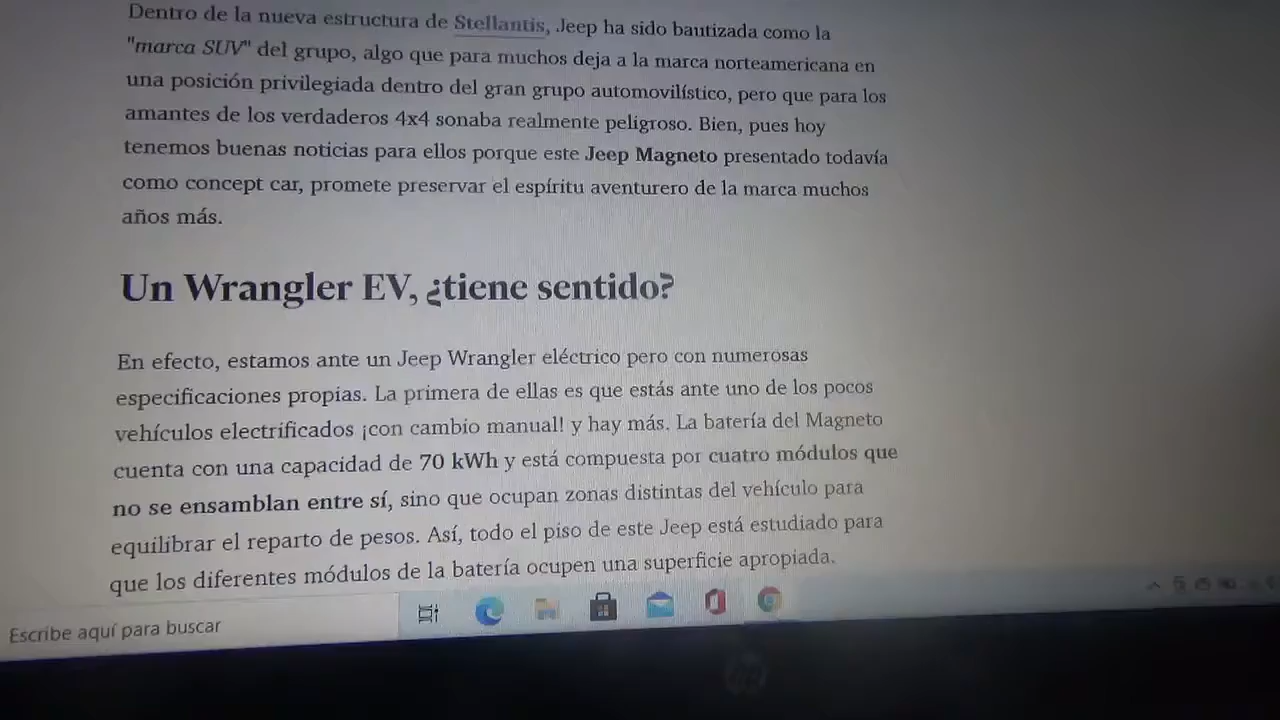 Dentro de la nueva estructura de Stellantis, Jeep ha sido bautizada como la
"marca SUV" del grupo, algo que para muchos deja a la marca norteamericana en
una posición privilegiada dentro del gran grupo automovilístico, pero que para los
amantes de los verdaderos 4x4 sonaba realmente peligroso. Bien, pues hoy
tenemos buenas noticias para ellos porque este Jeep Magneto presentado todavía
como concept car, promete preservar el espíritu aventurero de la marca muchos
años más.
Un Wrangler EV, ¿tiene sentido?
En efecto, estamos ante un Jeep Wrangler eléctrico pero con numerosas
especificaciones propias. La primera de ellas es que estás ante uno de los pocos
vehículos electrificados ¡con cambio manual! y hay más. La batería del Magneto
cuenta con una capacidad de 70 kWh y está compuesta por cuatro módulos que
no se ensamblan entre sí, sino que ocupan zonas distintas del vehículo para
equilibrar el reparto de pesos. Así, todo el piso de este Jeep está estudiado para
que los diferentes módulos de la batería ocupen una superficie apropiada.
Escribe aquí para buscar
hp